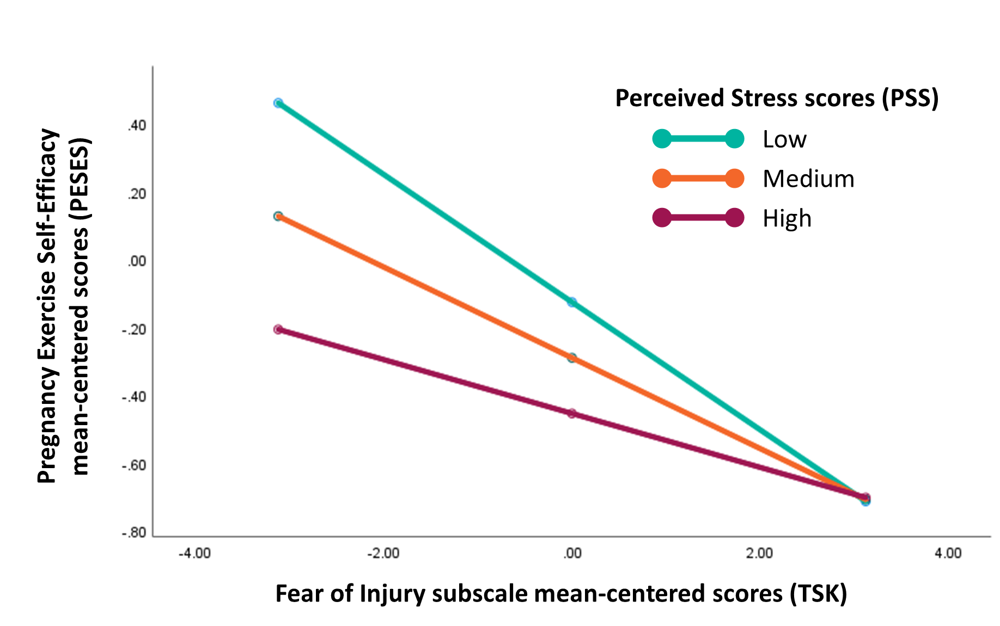 Pregnancy Exercise Self-Efficacy
mean-centered scores (PESES)
.40
.20
.00
-.20
-.40
-.60
-.80
Perceived Stress scores (PSS)
Low
Medium
High
-4.00 -2.00 .00 2.00 4.00
Fear of Injury subscale mean-centered scores (TSK)